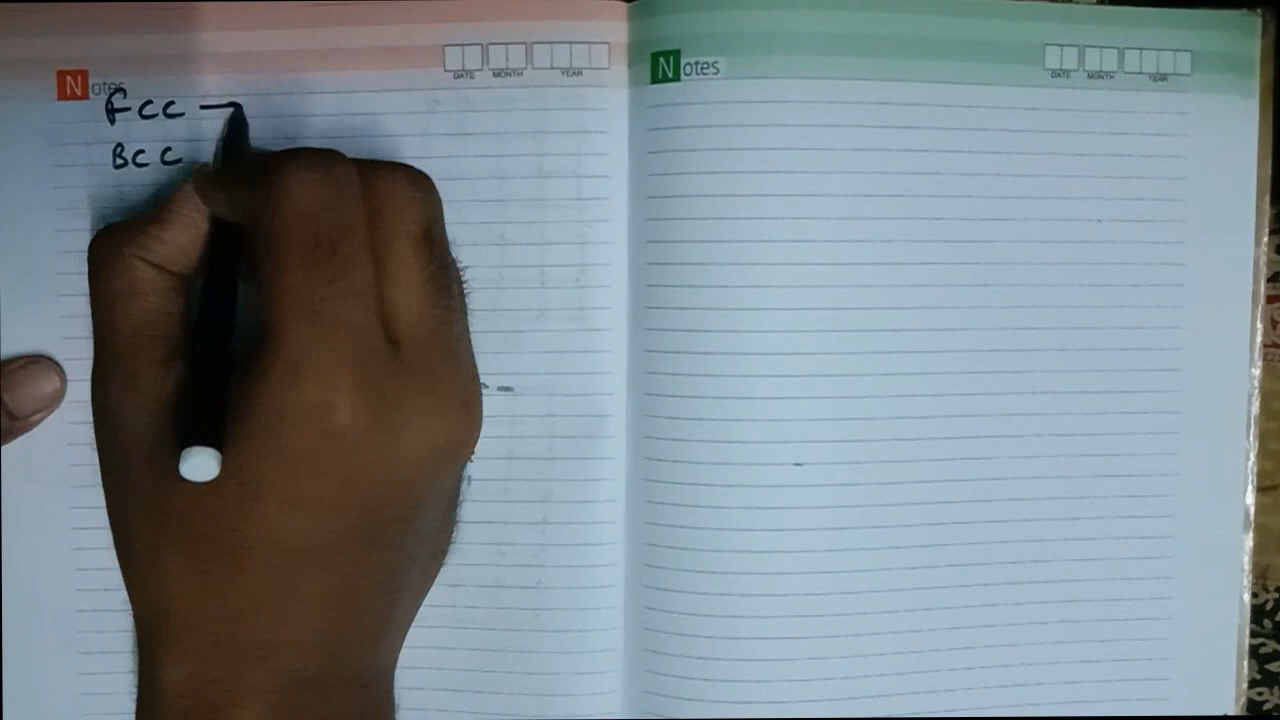 Notes
DATE MONTH YEAR
FCC →
BCC
Notes
DATE MONTH YEAR